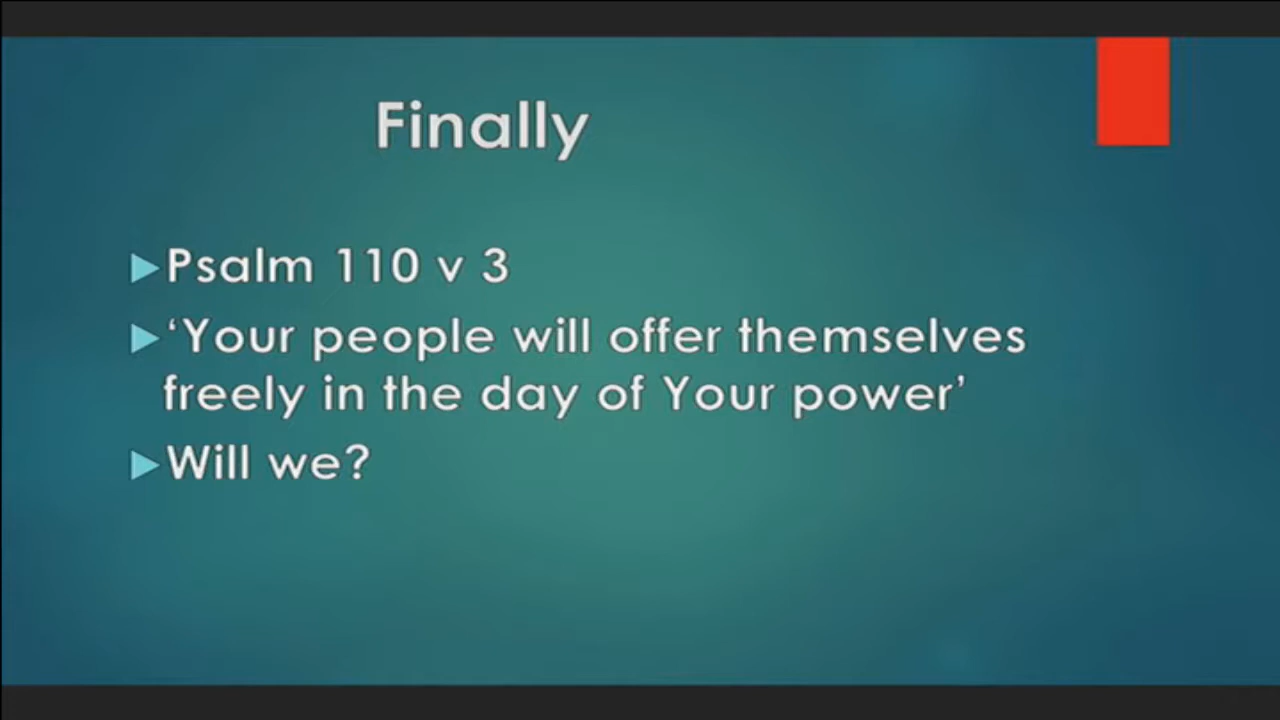 Finally
Psalm 110 v 3
‘Your people will offer themselves
freely in the day of Your power’
Will we?